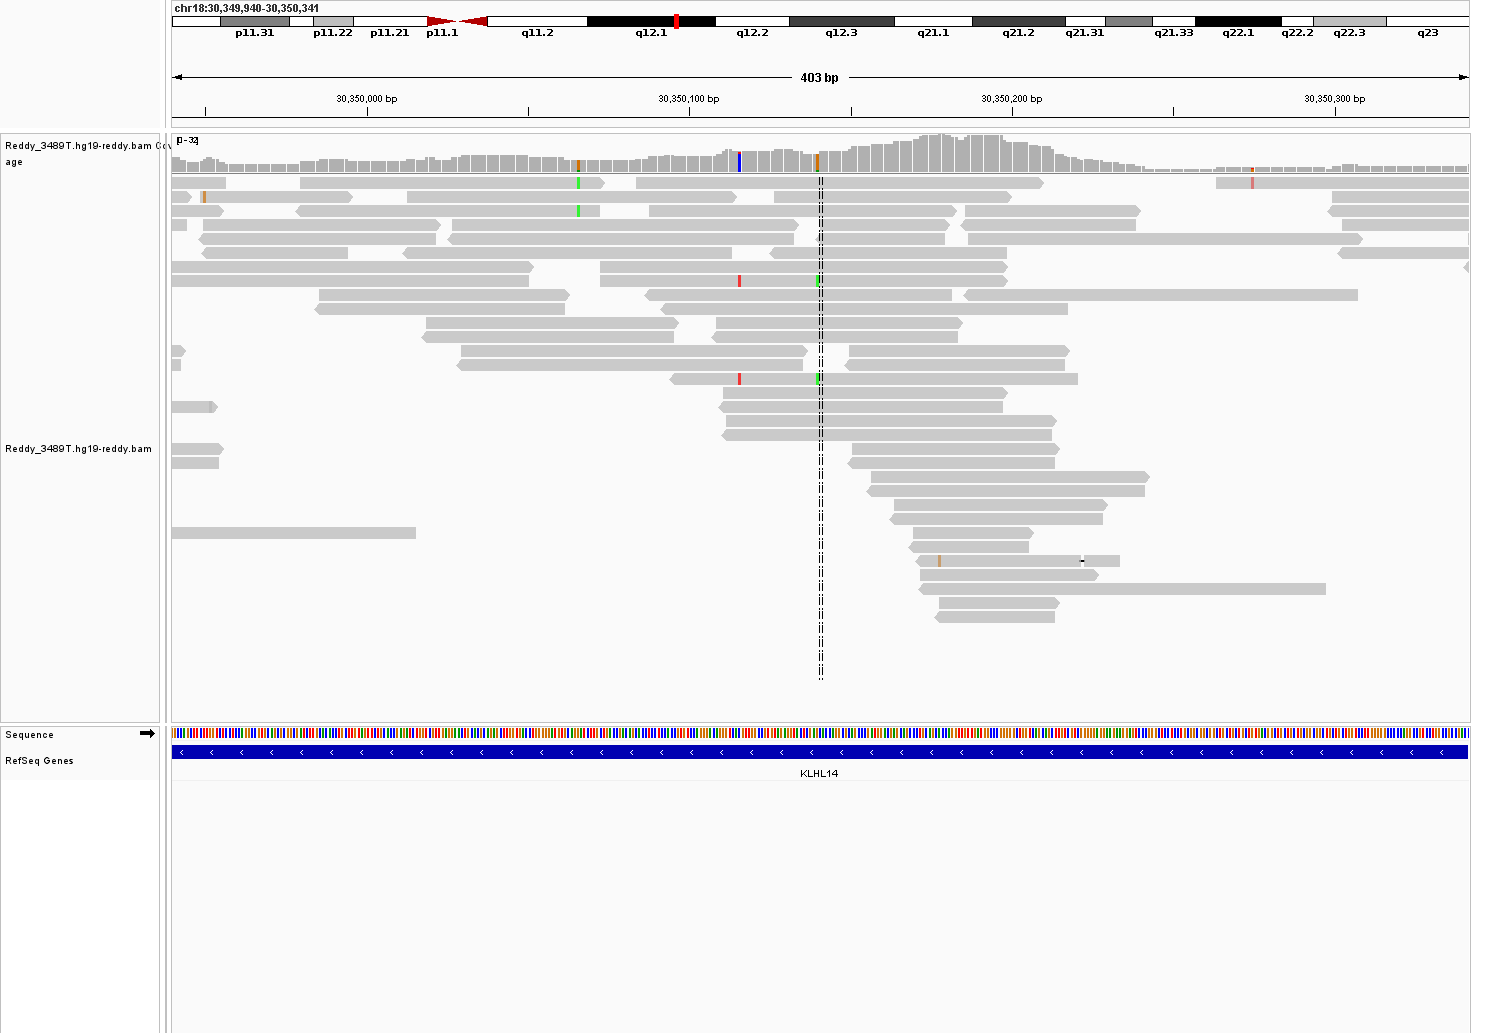 chr18:30,349,940-30,350,341
p11.31 p11.22 p11.21 p11.1 q11.2 q12.1 q12.2 q12.3 q21.1 q21.2 q21.31 q21.33 q22.1 q22.2 q22.3 q23
403 bp
30,350,000 bp 30,350,100 bp 30,350,200 bp 30,350,300 bp
Reddy_3489T.hg19-reddy.bam Cov
age
[0-32]
Reddy_3489T.hg19-reddy.bam
Sequence
RefSeq Genes
KLHL14